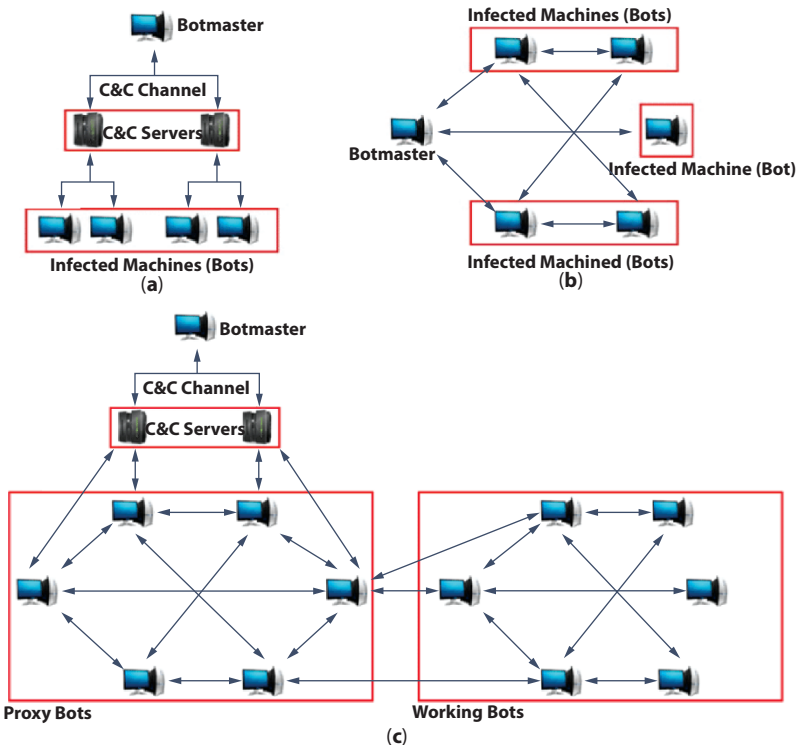 Botmaster
C&C Channel
C&C Servers
Infected Machines (Bots)
(a)
Infected Machines (Bots)
Botmaster
Infected Machine (Bot)
Infected Machined (Bots)
(b)
Botmaster
C&C Channel
C&C Servers
Proxy Bots
Working Bots
(c)